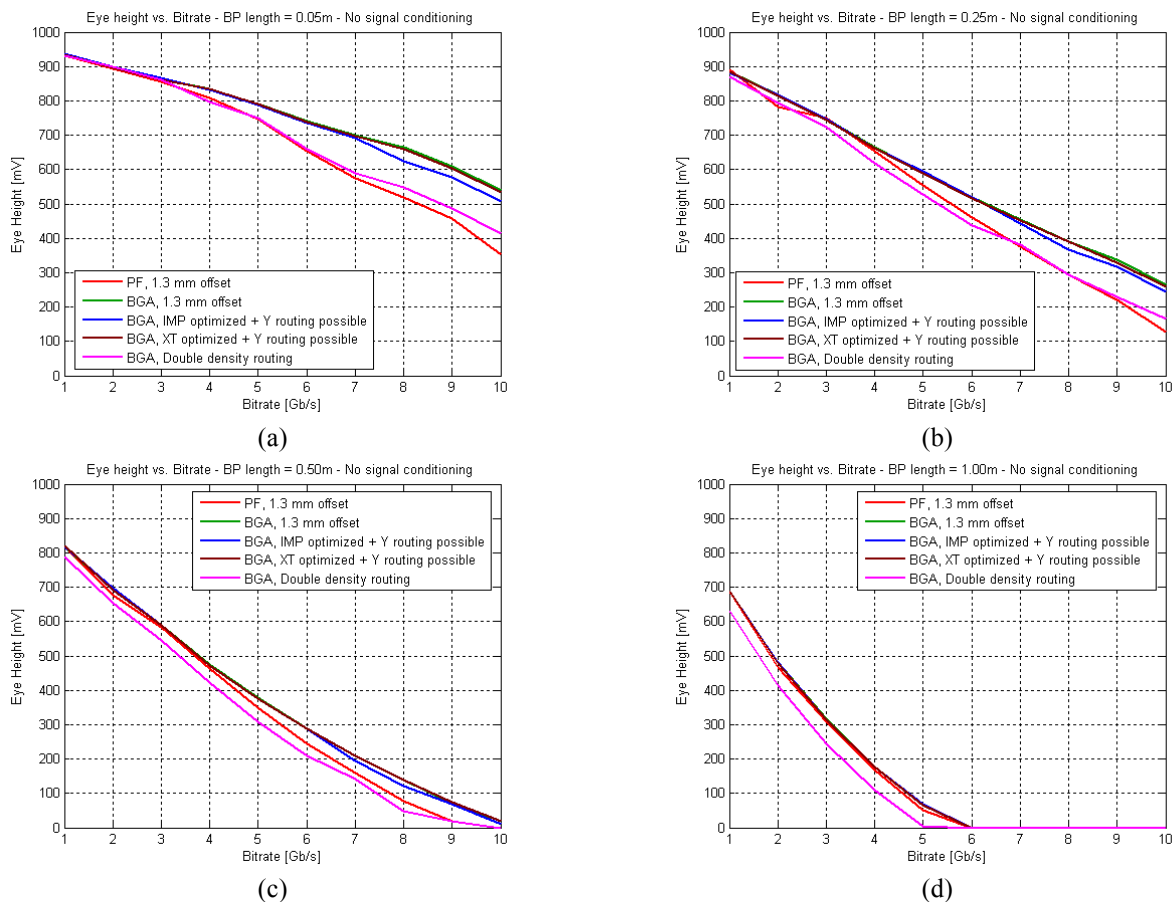 Eye height vs. Bitrate - BP length = 0.05m - No signal conditioning
1000
900
800
700
600
500
400
300
200
100
0
Eye Height [mV]
PF, 1.3 mm offset
BGA, 1.3 mm offset
BGA, IMP optimized + Y routing possible
BGA, XT optimized + Y routing possible
BGA, Double density routing
1 2 3 4 5 6 7 8 9 10
Bitrate [Gb/s]
(a)
Eye height vs. Bitrate - BP length = 0.25m - No signal conditioning
1000
900
800
700
600
500
400
300
200
100
0
Eye Height [mV]
PF, 1.3 mm offset
BGA, 1.3 mm offset
BGA, IMP optimized + Y routing possible
BGA, XT optimized + Y routing possible
BGA, Double density routing
1 2 3 4 5 6 7 8 9 10
Bitrate [Gb/s]
(b)
Eye height vs. Bitrate - BP length = 0.50m - No signal conditioning
1000
900
800
700
600
500
400
300
200
100
0
Eye Height [mV]
PF, 1.3 mm offset
BGA, 1.3 mm offset
BGA, IMP optimized + Y routing possible
BGA, XT optimized + Y routing possible
BGA, Double density routing
1 2 3 4 5 6 7 8 9 10
Bitrate [Gb/s]
(c)
Eye height vs. Bitrate - BP length = 1.00m - No signal conditioning
1000
900
800
700
600
500
400
300
200
100
0
Eye Height [mV]
PF, 1.3 mm offset
BGA, 1.3 mm offset
BGA, IMP optimized + Y routing possible
BGA, XT optimized + Y routing possible
BGA, Double density routing
1 2 3 4 5 6 7 8 9 10
Bitrate [Gb/s]
(d)